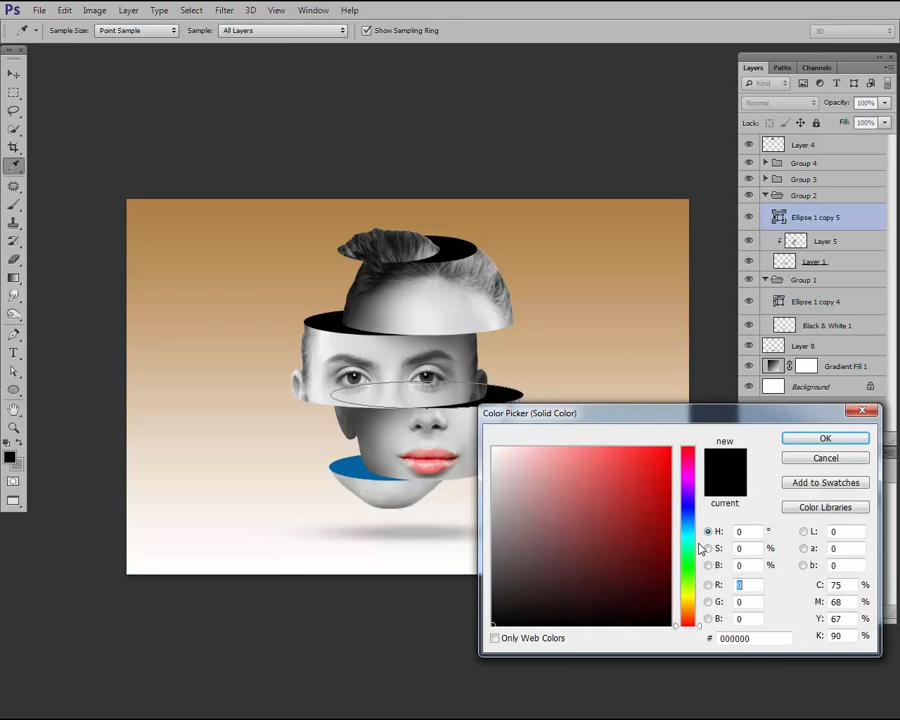 Ps File Edit Image Layer Type Select Filter 3D View Window Help
Sample Size: Point Sample Sample: All Layers Show Sampling Ring 3D
Layers Paths Channels
Kind
Normal Opacity: 100%
Lock: Fill: 100%
Layer 4
Group 4
Group 3
Group 2
Ellipse 1 copy 5
Layer 5
Layer 1
Group 1
Ellipse 1 copy 4
Black & White 1
Layer 8
Gradient Fill 1
Background
Color Picker (Solid Color)
new
current
OK
Cancel
Add to Swatches
Color Libraries
H: 0 ° L: 0
S: 0 % a: 0
B: 0 % b: 0
R: 0 C: 75 %
G: 0 M: 68 %
B: 0 Y: 67 %
# 000000 K: 90 %
Only Web Colors